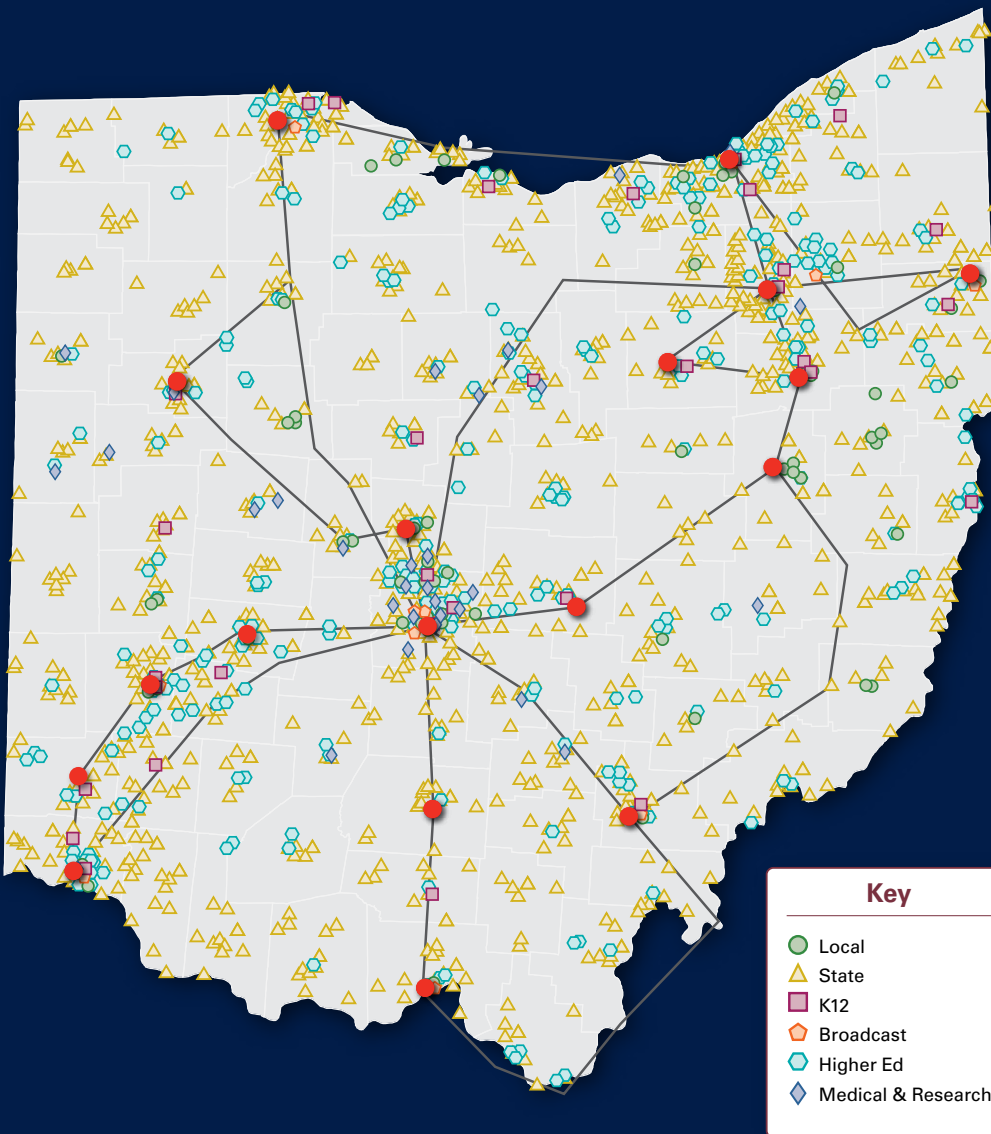 Key
Local
State
K12
Broadcast
Higher Ed
Medical & Research